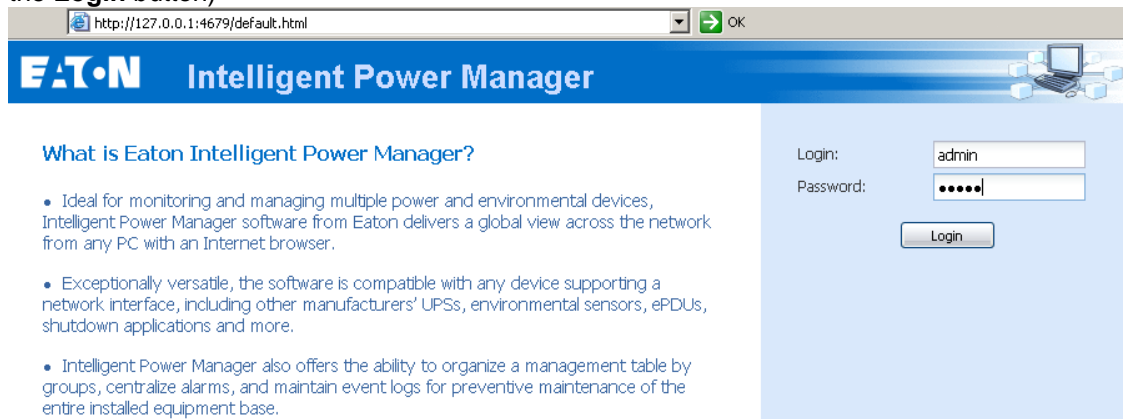 the Login button)
http://127.0.0.1:4679/default.html OK
EATON Intelligent Power Manager
What is Eaton Intelligent Power Manager?
Login: admin
Password: •••••
Login
• Ideal for monitoring and managing multiple power and environmental devices,
Intelligent Power Manager software from Eaton delivers a global view across the network
from any PC with an Internet browser.
• Exceptionally versatile, the software is compatible with any device supporting a
network interface, including other manufacturers' UPSs, environmental sensors, ePDUs,
shutdown applications and more.
• Intelligent Power Manager also offers the ability to organize a management table by
groups, centralize alarms, and maintain event logs for preventive maintenance of the
entire installed equipment base.